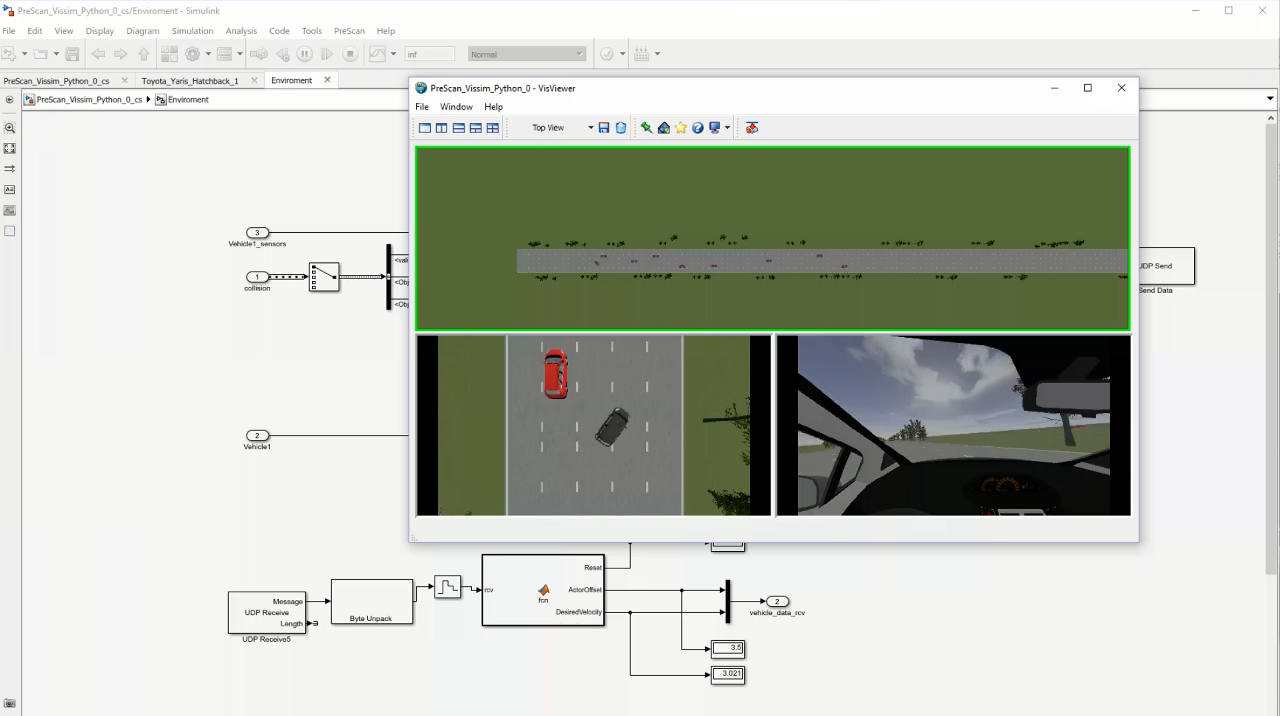 PreScan_Vissim_Python_0_cs/Enviroment - Simulink
File Edit View Display Diagram Simulation Analysis Code Tools PreScan Help
inf Normal
PreScan_Vissim_Python_0_cs Toyota_Yaris_Hatchback_1 Enviroment
PreScan_Vissim_Python_0_cs Enviroment
PreScan_Vissim_Python_0 - VisViewer
File Window Help
Top View
3
Vehicle1_sensors
1
collision
<vali
<Obj
<Obj
UDP Send
Send Data
2
Vehicle1
Message
UDP Receive
Length
UDP Receive5
Byte Unpack
rcv
fcn
Reset
ActorOffset
DesiredVelocity
2
vehicle_data_rcv
3.5
3.021